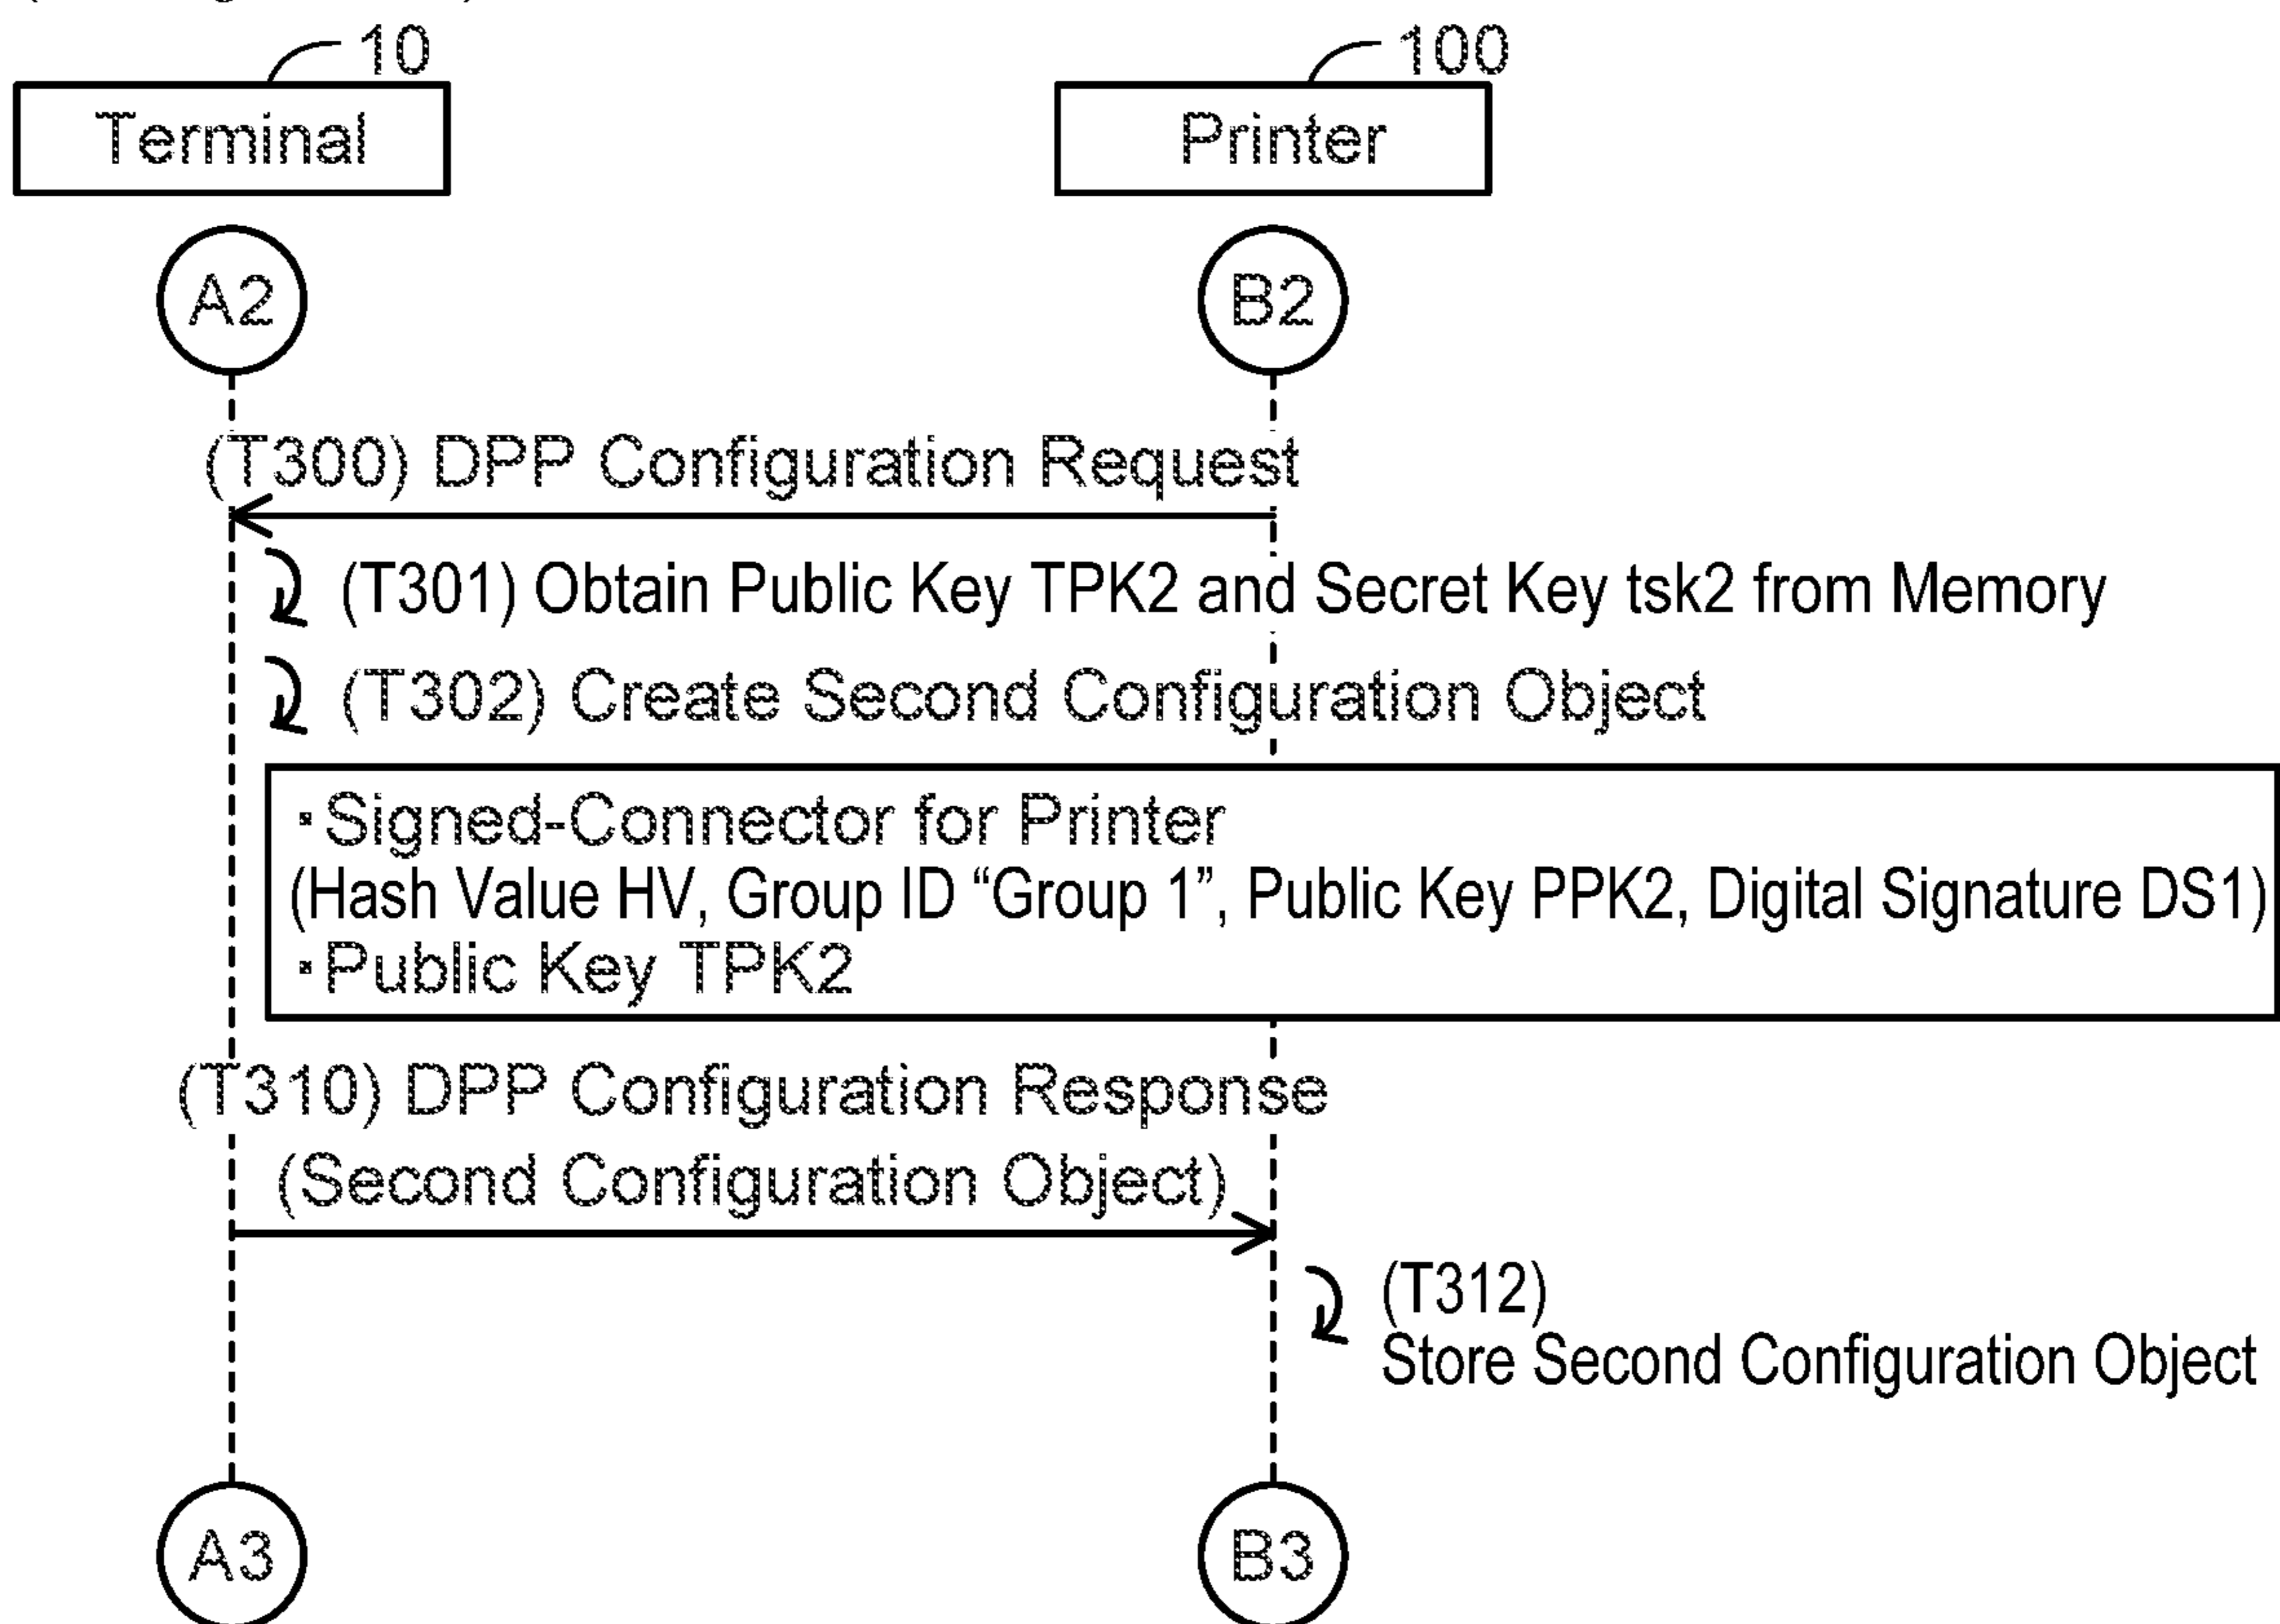 10
100
Terminal
Printer
A2
B2
(T300) DPP Configuration Request
(T301) Obtain Public Key TPK2 and Secret Key tsk2 from Memory
(T302) Create Second Configuration Object
・Signed-Connector for Printer
(Hash Value HV, Group ID “Group 1”, Public Key PPK2, Digital Signature DS1)
・Public Key TPK2
(T310) DPP Configuration Response
(Second Configuration Object)
(T312)
Store Second Configuration Object
A3
B3